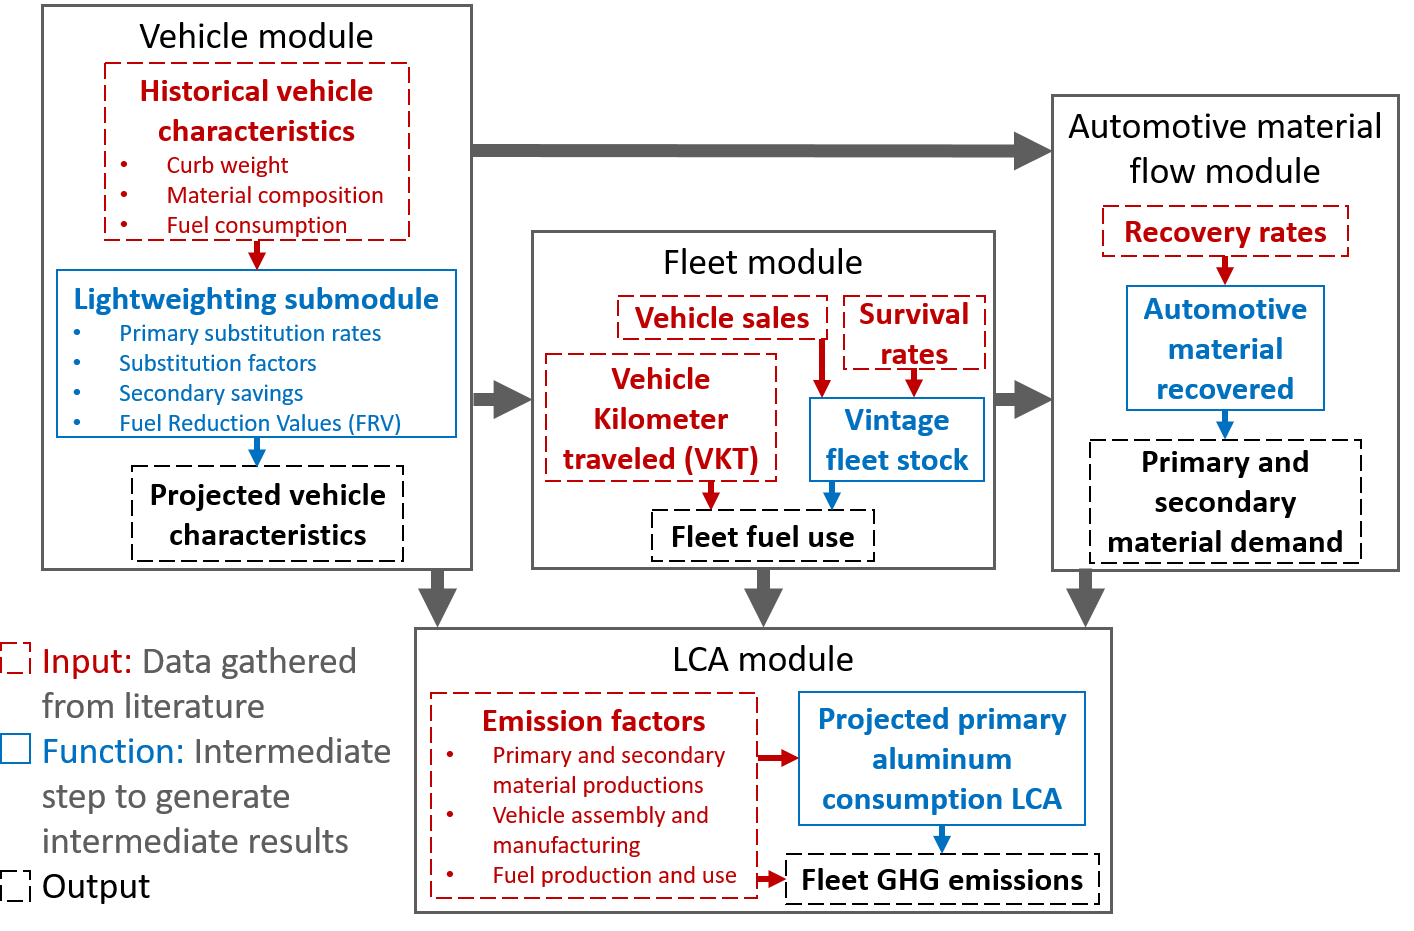 Vehicle module
Historical vehicle
characteristics
• Curb weight
• Material composition
• Fuel consumption
Lightweighting submodule
• Primary substitution rates
• Substitution factors
• Secondary savings
• Fuel Reduction Values (FRV)
Projected vehicle
characteristics
Fleet module
Vehicle sales
Survival
rates
Vehicle
Kilometer
traveled (VKT)
Vintage
fleet stock
Fleet fuel use
Automotive material
flow module
Recovery rates
Automotive
material
recovered
Primary and
secondary
material demand
LCA module
Emission factors
• Primary and secondary
material productions
• Vehicle assembly and
manufacturing
• Fuel production and use
Projected primary
aluminum
consumption LCA
Fleet GHG emissions
Input: Data gathered
from literature
Function: Intermediate
step to generate
intermediate results
Output